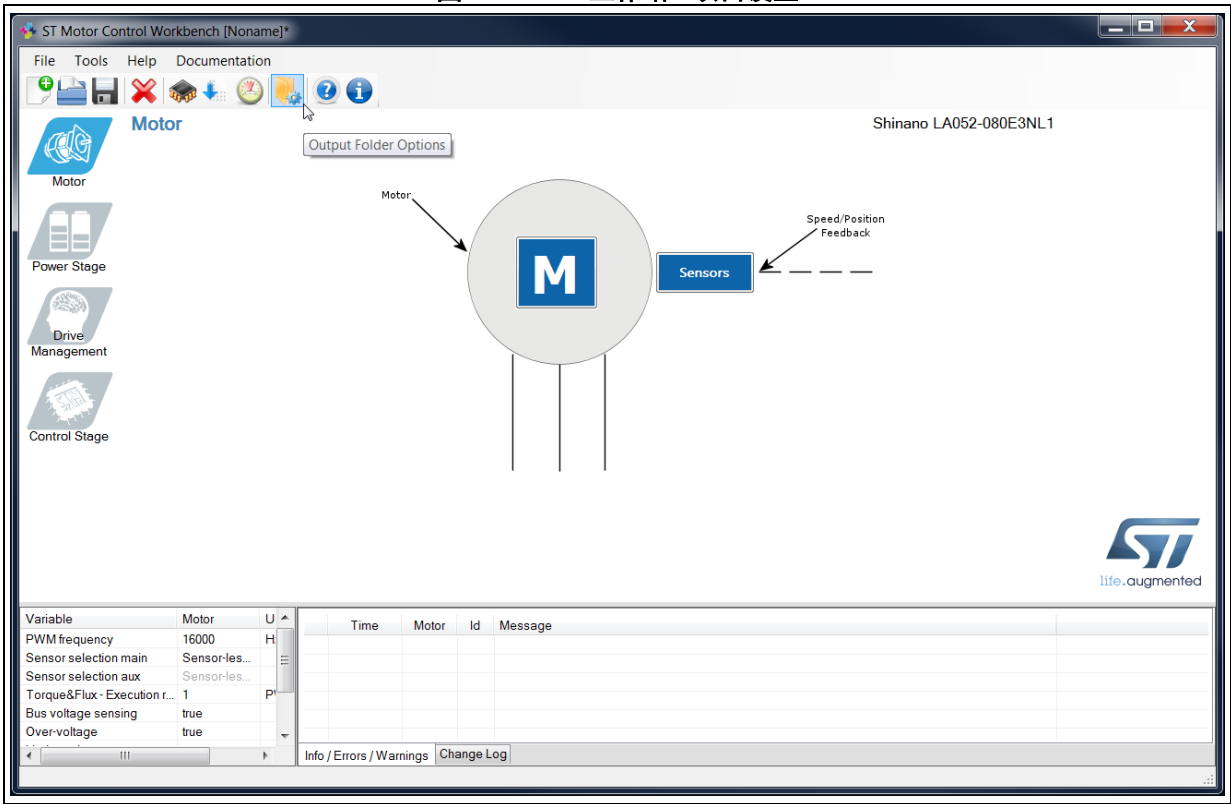 ST Motor Control Workbench [Noname]*
File Tools Help Documentation
Motor
Shinano LA052-080E3NL1
Output Folder Options
Motor
Power Stage
Drive
Management
Control Stage
Motor
M
Sensors
Speed/Position
Feedback
ST
life.augmented
Variable Motor U
PWM frequency 16000 H
Sensor selection main Sensor-les...
Sensor selection aux Sensor-les...
Torque&Flux - Execution r... 1 P
Bus voltage sensing true
Over-voltage true
Time Motor Id Message
Info / Errors / Warnings Change Log